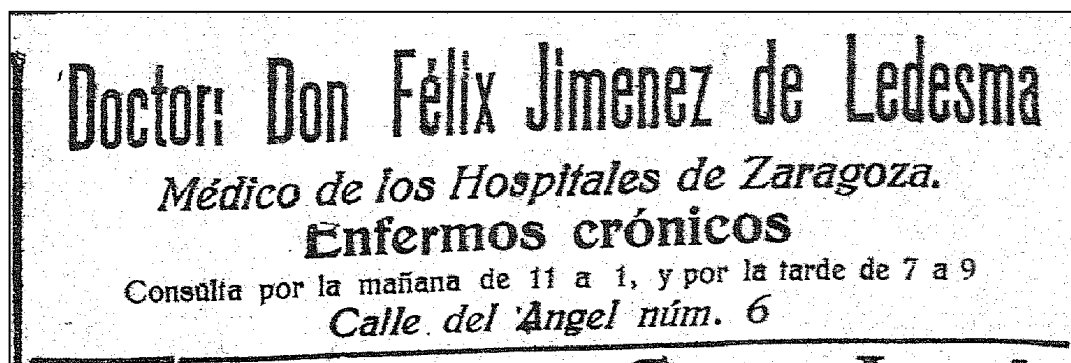 Doctor: Don Félix Jimenez de Ledesma
Médico de los Hospitales de Zaragoza.
Enfermos crónicos
Consulta por la mañana de 11 a 1, y por la tarde de 7 a 9
Calle del Angel núm. 6